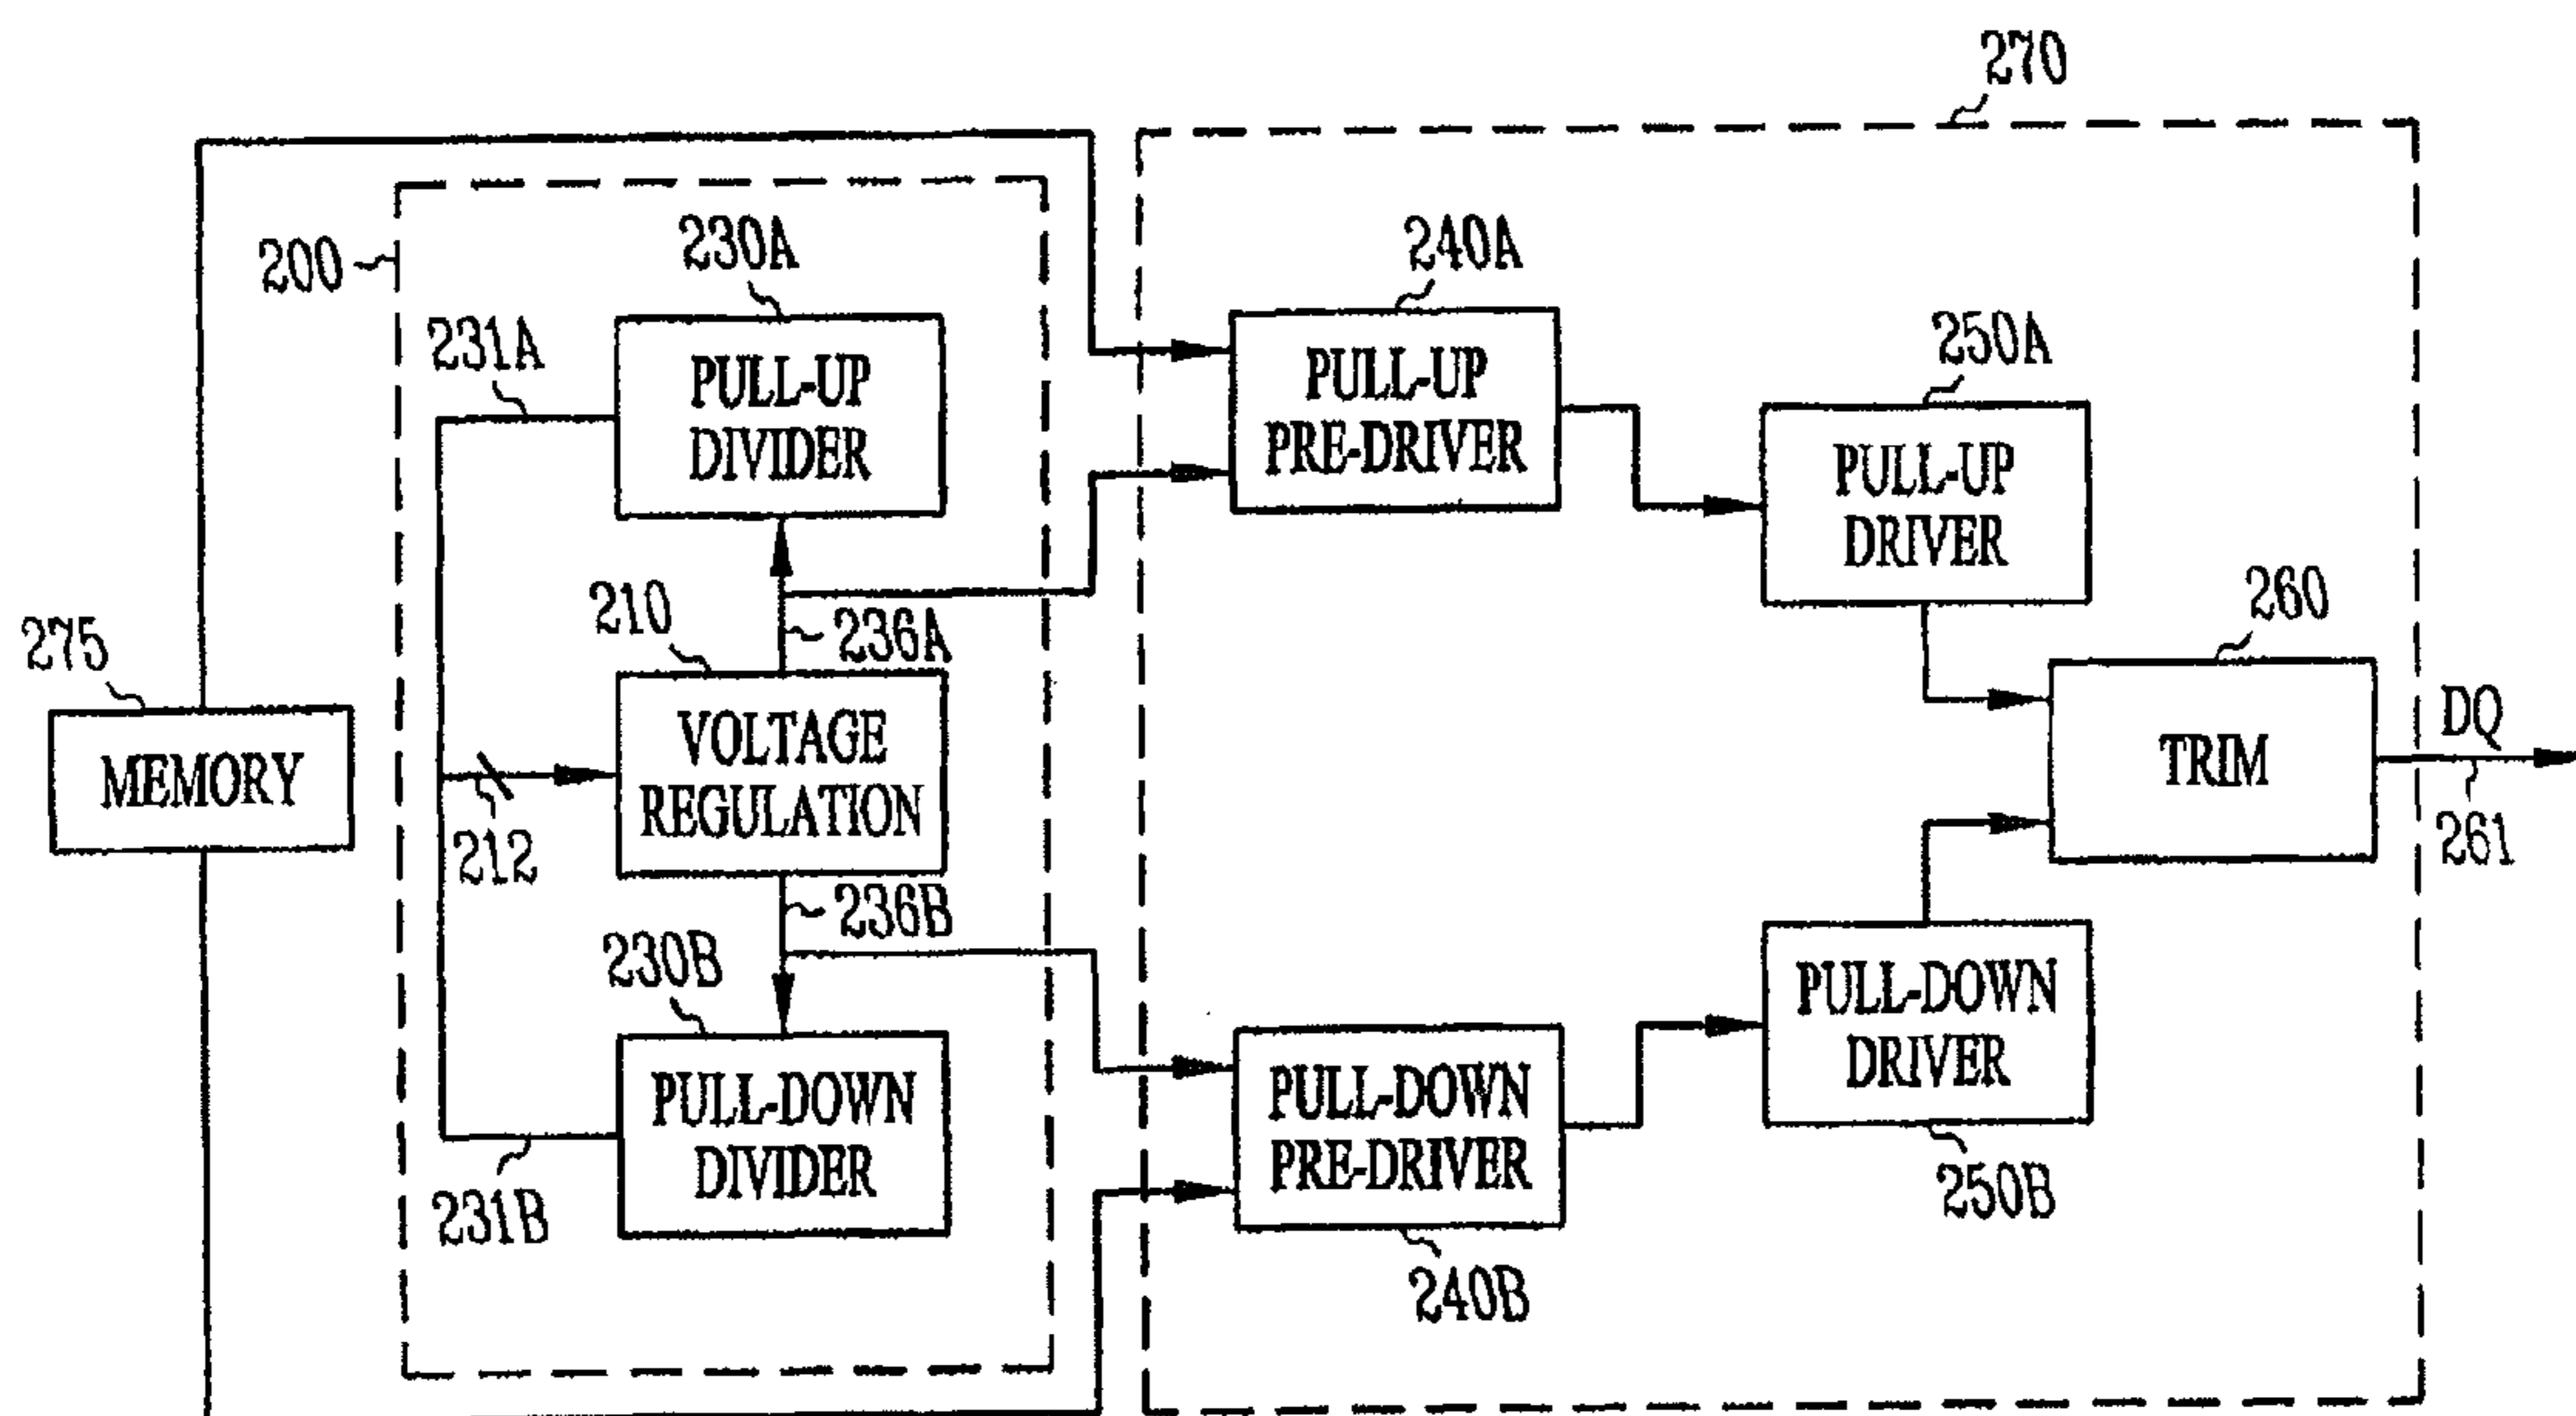 270
200
230A
240A
231A
PULL-UP
DIVIDER
PULL-UP
PRE-DRIVER
250A
PULL-UP
DRIVER
210
236A
260
275
MEMORY
VOLTAGE
REGULATION
TRIM
DQ
212
261
236B
230B
PULL-DOWN
DRIVER
PULL-DOWN
DIVIDER
PULL-DOWN
PRE-DRIVER
231B
250B
240B